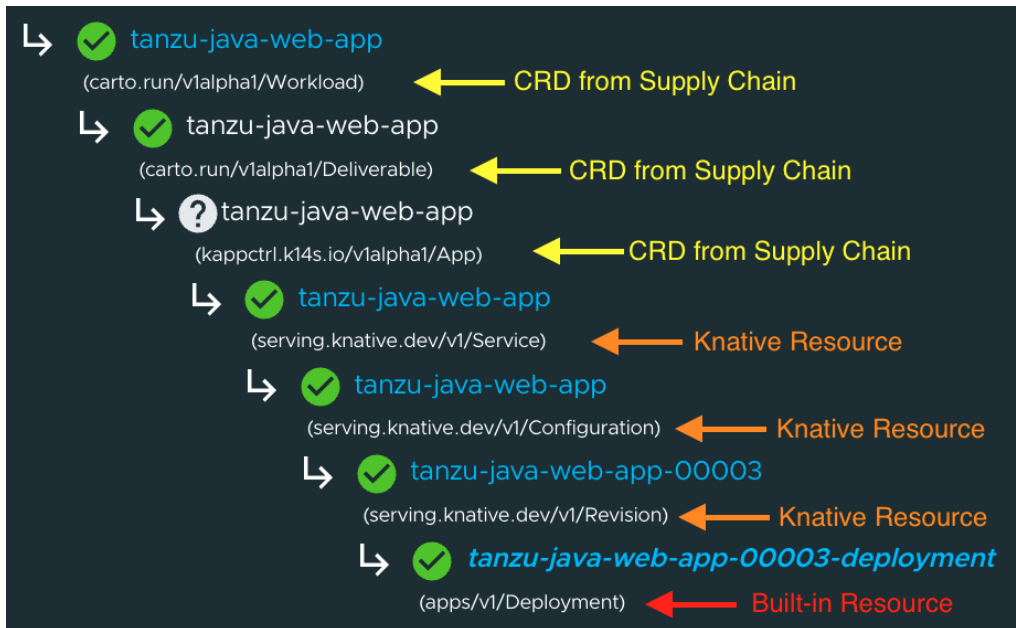 tanzu-java-web-app
(carto.run/v1alpha1/Workload) CRD from Supply Chain
tanzu-java-web-app
(carto.run/v1alpha1/Deliverable) CRD from Supply Chain
? tanzu-java-web-app
(kappctrl.k14s.io/v1alpha1/App) CRD from Supply Chain
tanzu-java-web-app
(serving.knative.dev/v1/Service) Knative Resource
tanzu-java-web-app
(serving.knative.dev/v1/Configuration) Knative Resource
tanzu-java-web-app-00003
(serving.knative.dev/v1/Revision) Knative Resource
tanzu-java-web-app-00003-deployment
(apps/v1/Deployment) Built-in Resource